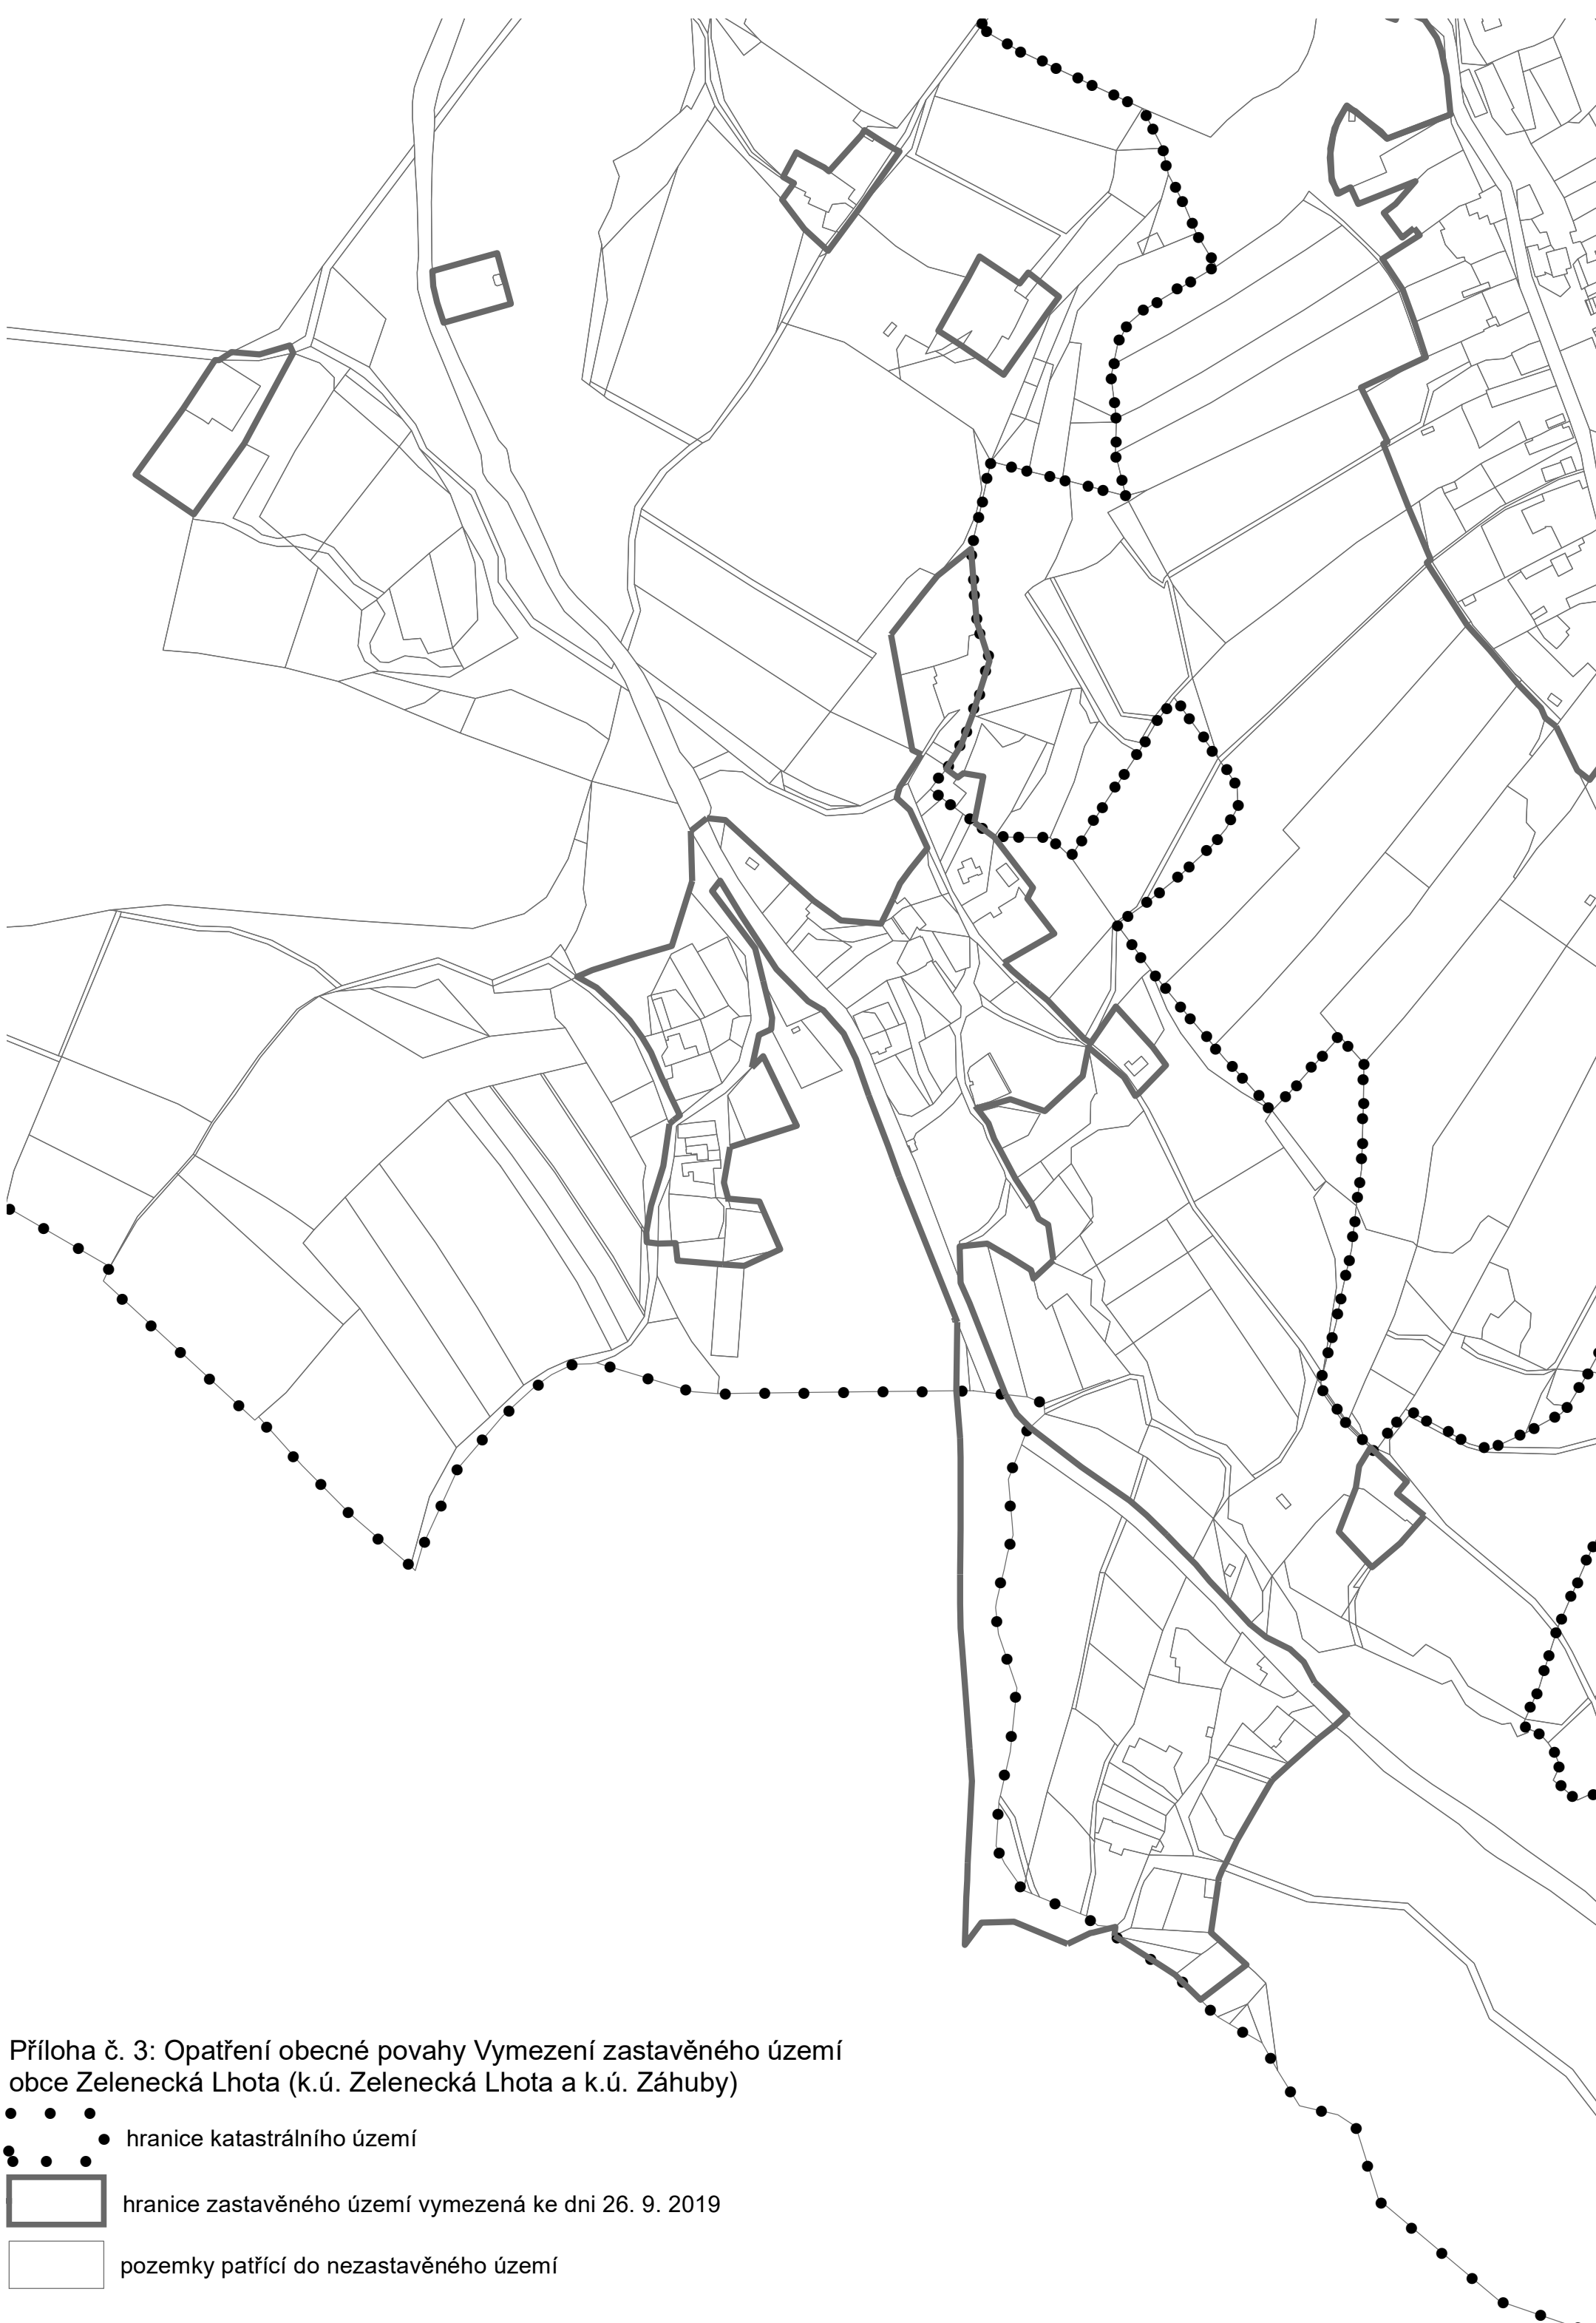 Příloha č. 3: Opatření obecné povahy Vymezení zastavěného území
obce Zelenecká Lhota (k.ú. Zelenecká Lhota a k.ú. Záhuby)
hranice katastrálního území
hranice zastavěného území vymezená ke dni 26. 9. 2019
pozemky patřící do nezastavěného území